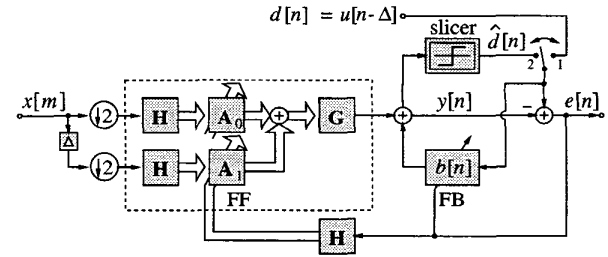 d[n] = u[n-Δ]
slicer
d̂[n]
2 1
x[m]
↓2
H
A₀
+
G
+
y[n]
−
+
e[n]
Δ
↓2
H
A₁
b[n]
FF
FB
H